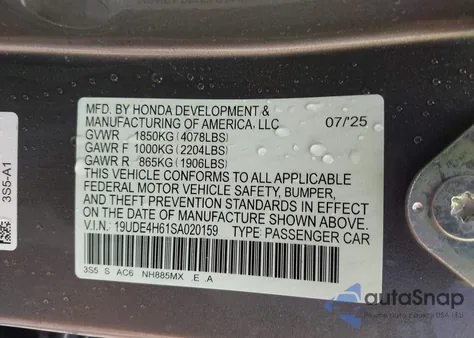 MFD. BY HONDA DEVELOPMENT &
MANUFACTURING OF AMERICA, LLC 07/'25
GVWR 1850KG (4078LBS)
GAWR F 1000KG (2204LBS)
GAWR R 865KG (1906LBS)
THIS VEHICLE CONFORMS TO ALL APPLICABLE
FEDERAL MOTOR VEHICLE SAFETY, BUMPER,
AND THEFT PREVENTION STANDARDS IN EFFECT
ON THE DATE OF MANUFACTURE SHOWN ABOVE.
V.I.N.: 19UDE4H61SA020159 TYPE: PASSENGER CAR
3S5 S AC6 NH885MX .E .A
3S5-A1
autoSnap